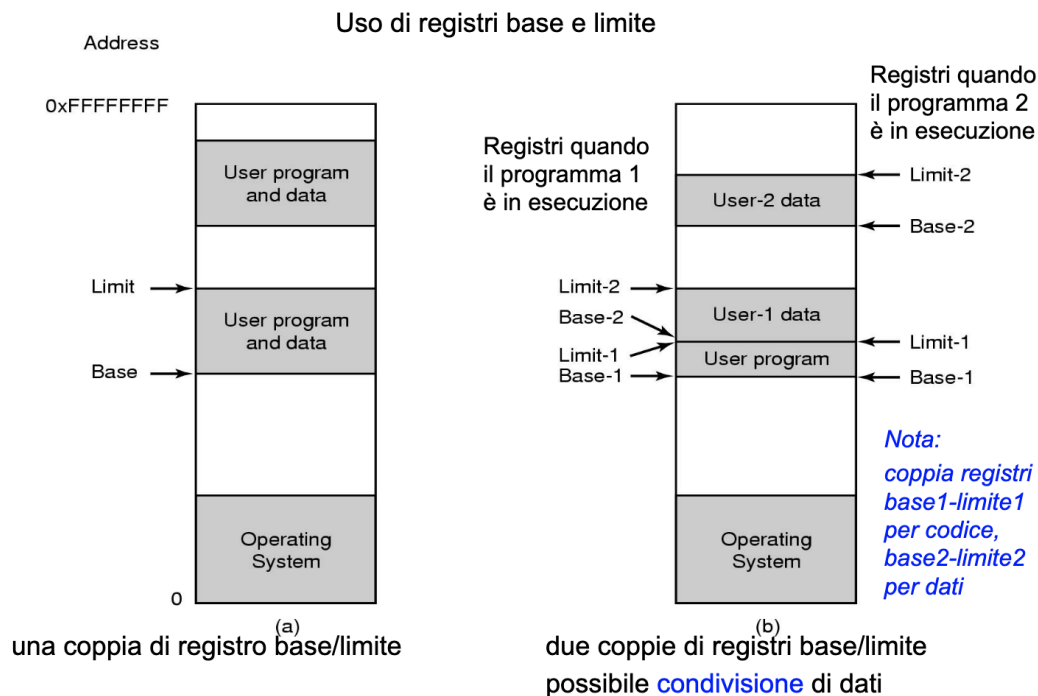 Uso di registri base e limite
Address
0xFFFFFFFF
User program
and data
Limit
User program
and data
Base
Operating
System
0
(a)
una coppia di registro base/limite
Registri quando
il programma 1
è in esecuzione
Registri quando
il programma 2
è in esecuzione
Limit-2
User-2 data
Base-2
Limit-2
User-1 data
Base-2
Limit-1
Limit-1
User program
Base-1
Base-1
Nota:
coppia registri
base1-limite1
per codice,
base2-limite2
per dati
Operating
System
(b)
due coppie di registri base/limite
possibile condivisione di dati